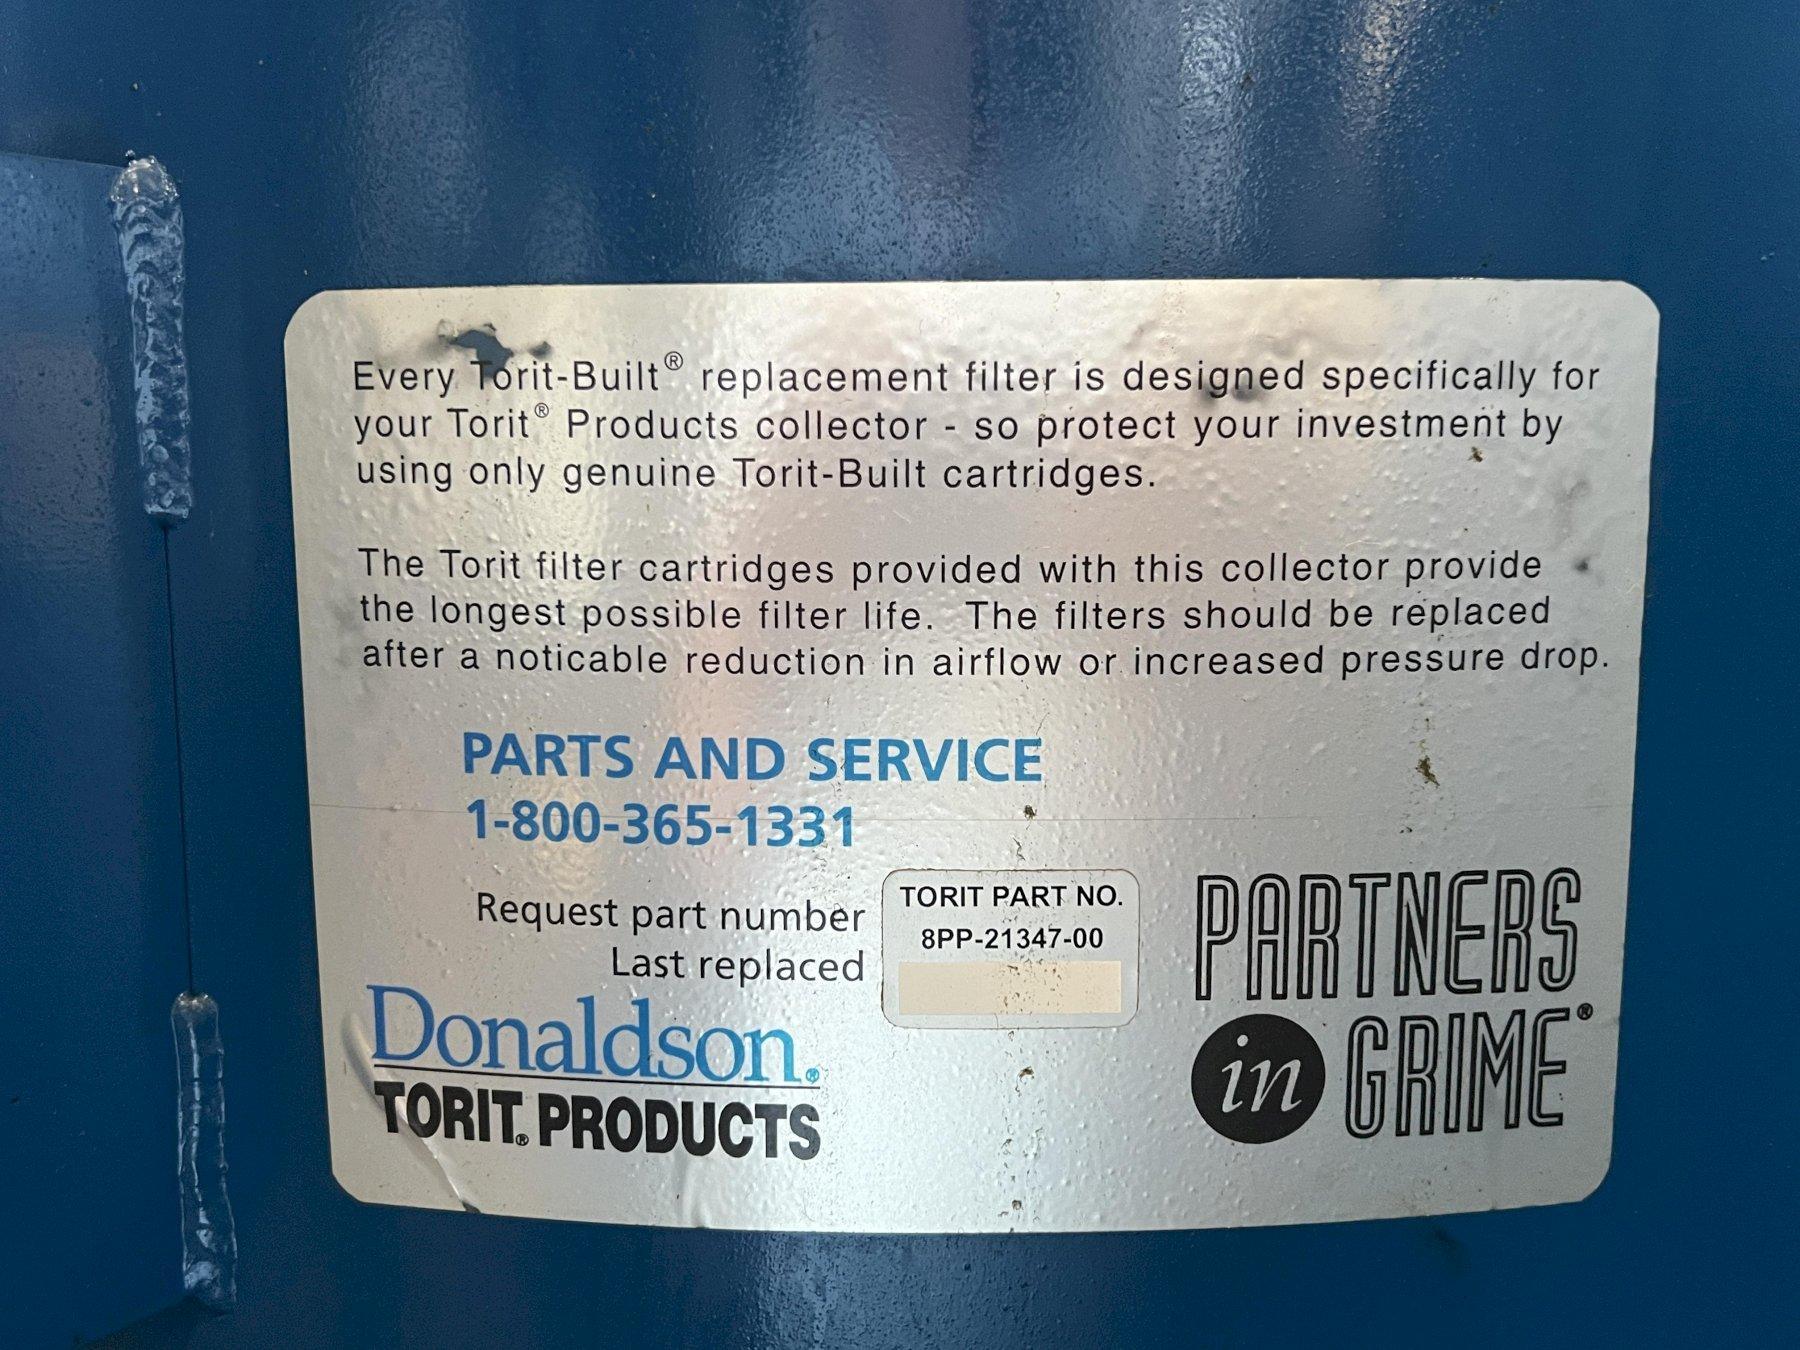 Every Torit-Built® replacement filter is designed specifically for
your Torit® Products collector - so protect your investment by
using only genuine Torit-Built cartridges.
The Torit filter cartridges provided with this collector provide
the longest possible filter life. The filters should be replaced
after a noticable reduction in airflow or increased pressure drop.
PARTS AND SERVICE
1-800-365-1331
Request part number
Last replaced
TORIT PART NO.
8PP-21347-00
Donaldson®
TORIT® PRODUCTS
PARTNERS
in GRIME®